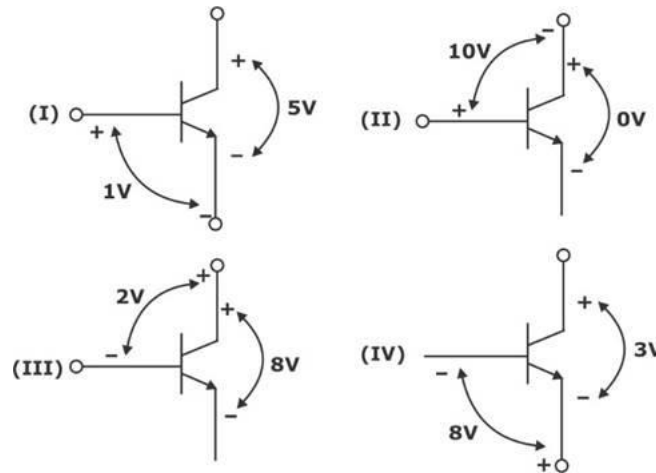 +
(I)
+
5V
−
1V
−
−
10V
+
(II)
+
0V
−
+
2V
+
(III)
−
8V
−
+
(IV)
−
3V
−
8V
+